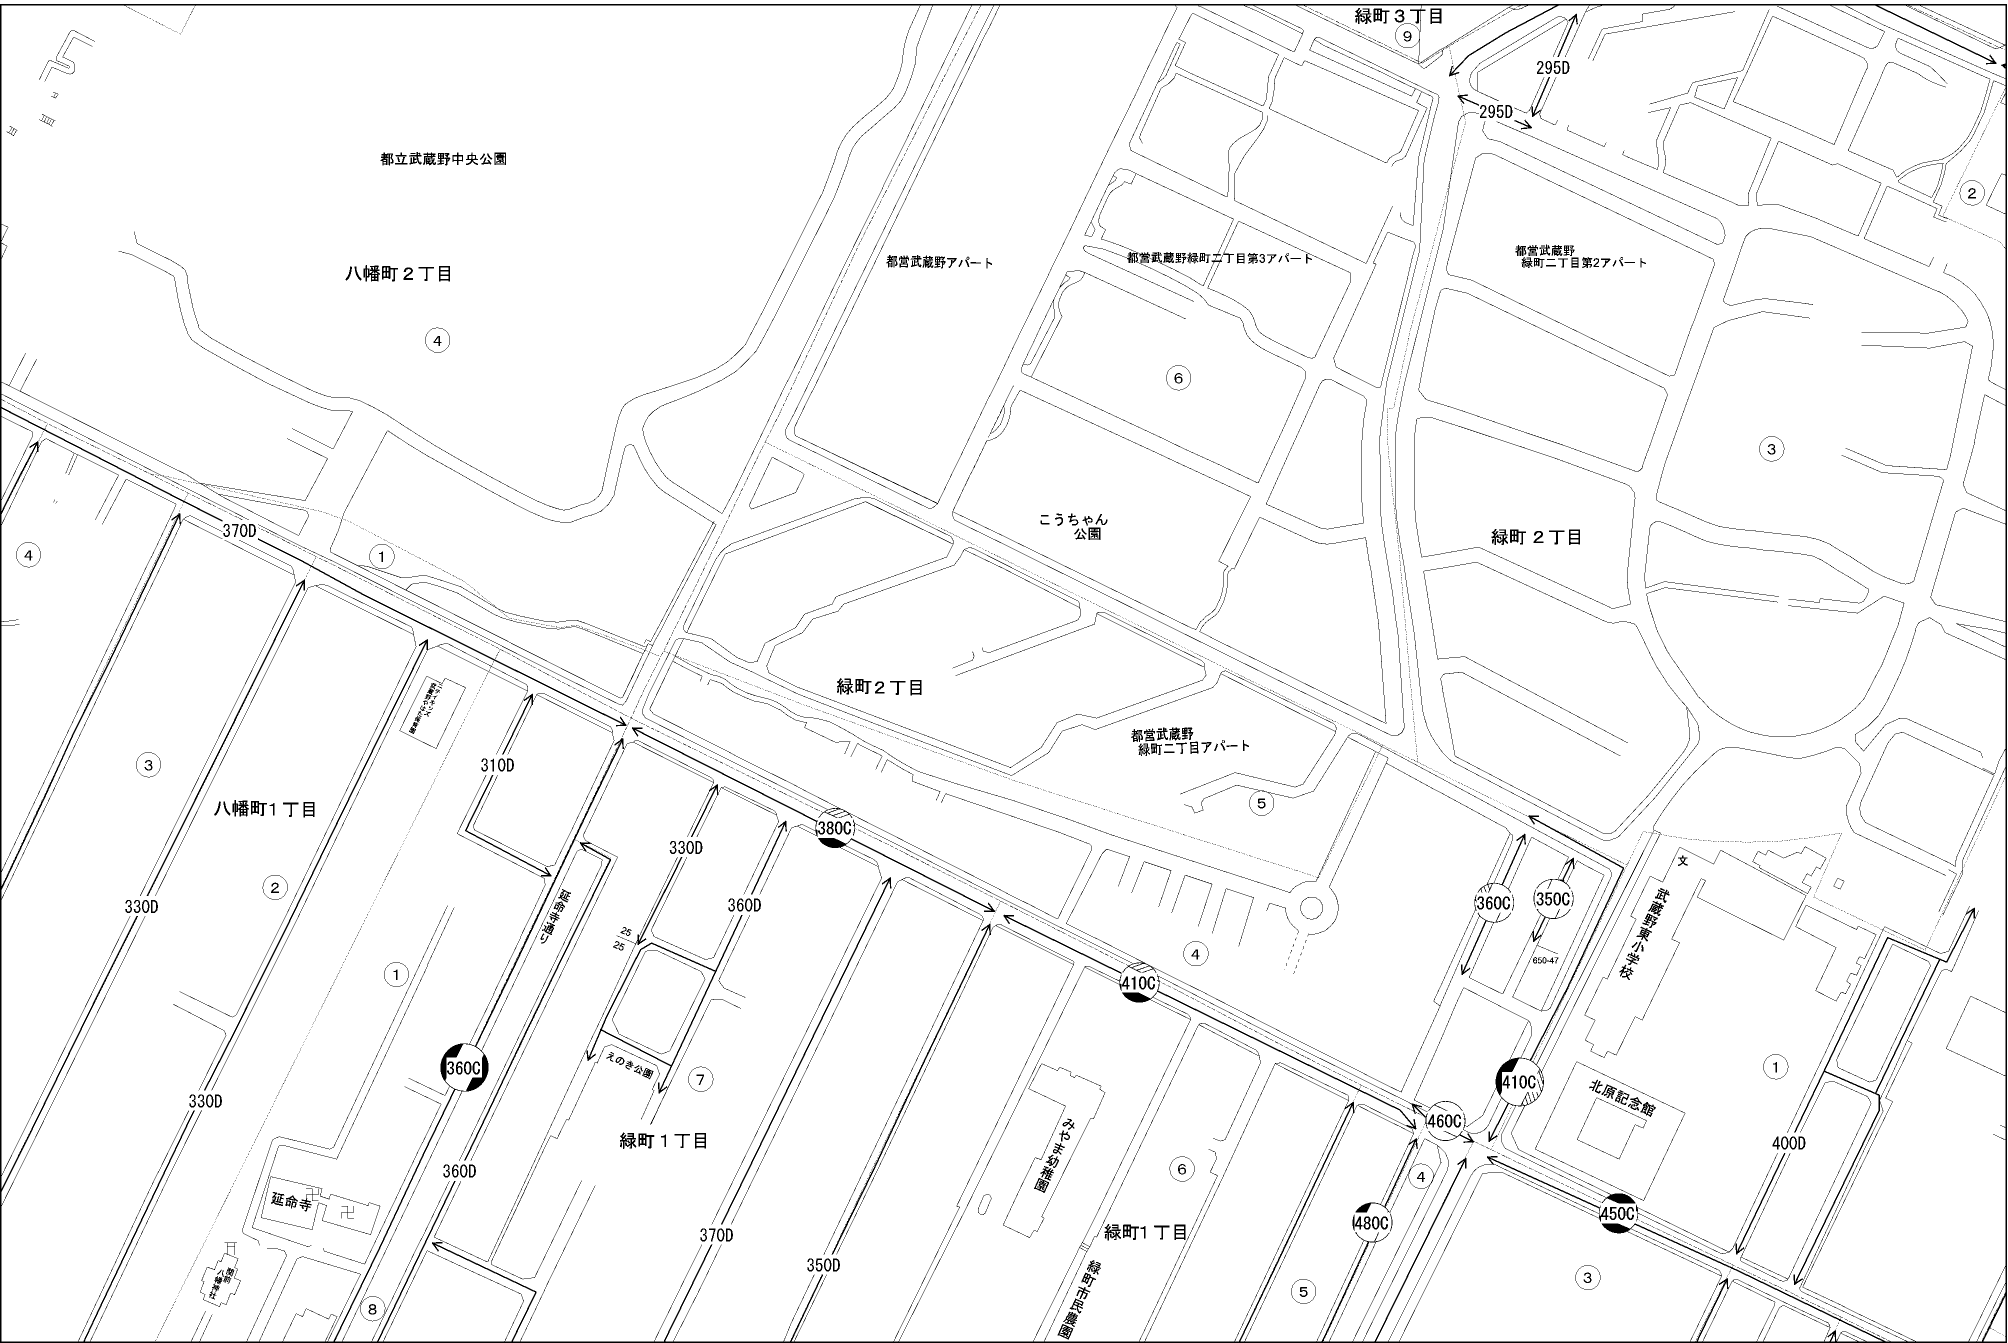 緑町３丁目
9
295D
295D
都立武蔵野中央公園
2
八幡町２丁目
都営武蔵野アパート
都営武蔵野緑町二丁目第3アパート
都営武蔵野
緑町二丁目第2アパート
4
6
3
370D
こうちゃん
公園
緑町２丁目
4
1
緑町２丁目
都営武蔵野
緑町二丁目アパート
3
310D
八幡町1丁目
5
380C
330D
文
2
330D
360D
延命寺通り
360C
350C
武蔵野東小学校
25
25
650-47
1
4
410C
360C
えのき公園
7
410C
1
北原記念館
330D
460C
緑町１丁目
みやま幼稚園
400D
360D
6
4
延命寺
450C
480C
370D
緑町1丁目
350D
関前
八幡神社
緑町市民農園
5
3
8